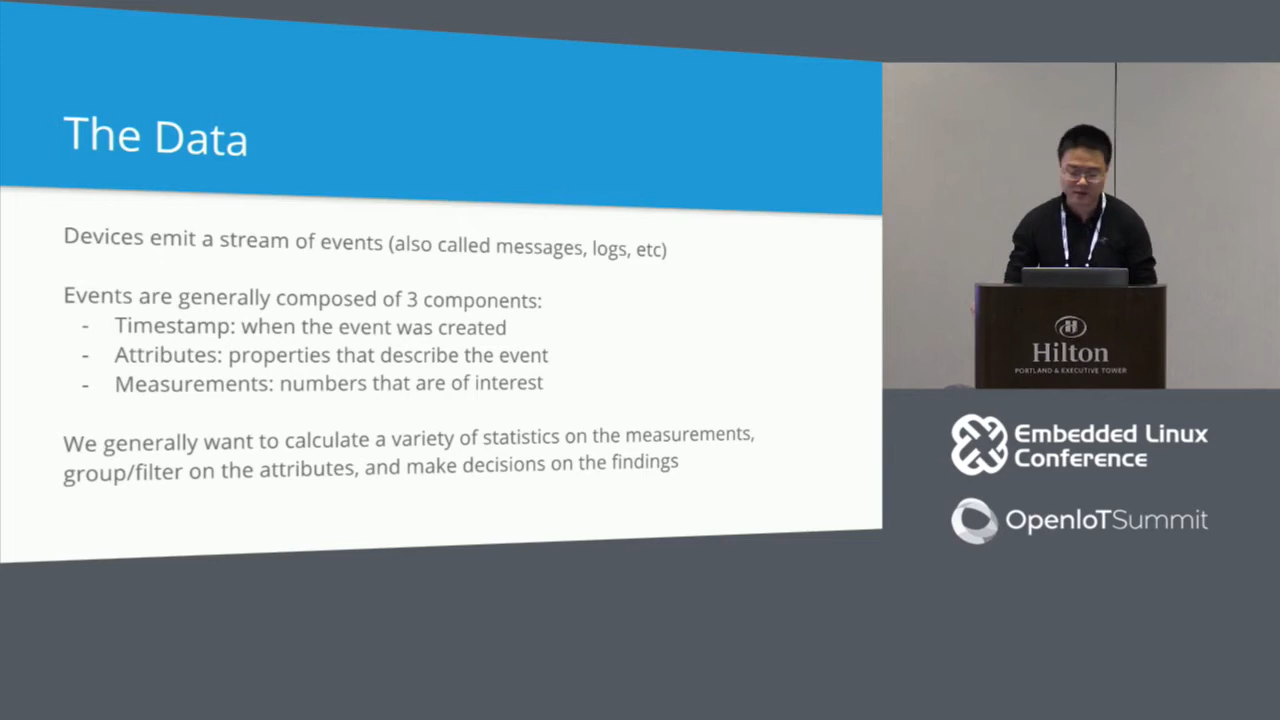 The Data
Devices emit a stream of events (also called messages, logs, etc)
Events are generally composed of 3 components:
- Timestamp: when the event was created
- Attributes: properties that describe the event
- Measurements: numbers that are of interest
We generally want to calculate a variety of statistics on the measurements,
group/filter on the attributes, and make decisions on the findings
Hilton
PORTLAND & EXECUTIVE TOWER
Embedded Linux
Conference
OpenIoTSummit